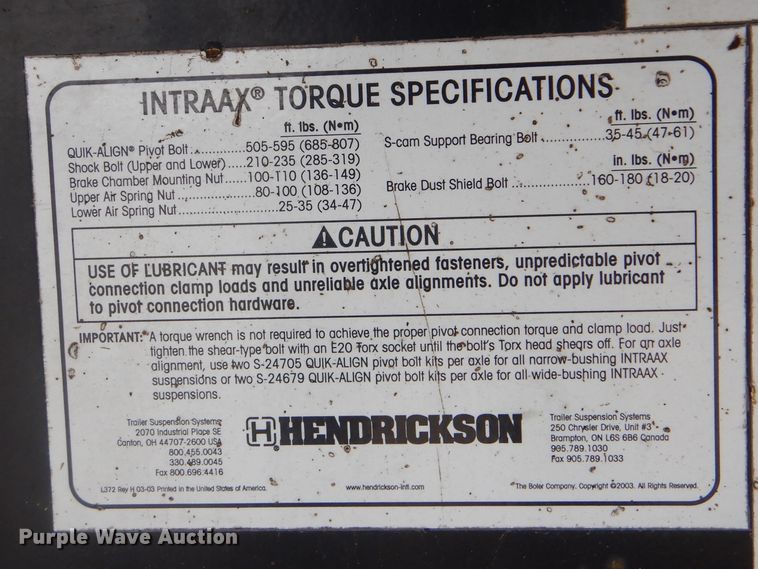 INTRAAX® TORQUE SPECIFICATIONS
ft. lbs. (N•m)
QUIK-ALIGN® Pivot Bolt ............... 505-595 (685-807)
Shock Bolt (Upper and Lower) ..... 210-235 (285-319)
Brake Chamber Mounting Nut ..... 100-110 (136-149)
Upper Air Spring Nut .................... 80-100 (108-136)
Lower Air Spring Nut ......................... 25-35 (34-47)
ft. lbs. (N•m)
S-cam Support Bearing Bolt ................ 35-45 (47-61)
in. lbs. (N•m)
Brake Dust Shield Bolt .................... 160-180 (18-20)
⚠CAUTION
USE OF LUBRICANT may result in overtightened fasteners, unpredictable pivot
connection clamp loads and unreliable axle alignments. Do not apply lubricant
to pivot connection hardware.
IMPORTANT: A torque wrench is not required to achieve the proper pivot connection torque and clamp load. Just
tighten the shear-type bolt with an E20 Torx socket until the bolt's Torx head shears off. For an axle
alignment, use two S-24705 QUIK-ALIGN pivot bolt kits per axle for all narrow-bushing INTRAAX
suspensions or two S-24679 QUIK-ALIGN pivot bolt kits per axle for all wide-bushing INTRAAX
suspensions.
Trailer Suspension Systems
2070 Industrial Place SE
Canton, OH 44707-2600 USA
800.455.0043
330.489.0045
Fax 800.696.4416
H HENDRICKSON
Trailer Suspension Systems
250 Chrysler Drive, Unit #3
Brampton, ON L6S 6B6 Canada
905.789.1030
Fax 905.789.1033
L372 Rev H 03-03 Printed in the United States of America.
www.hendrickson-intl.com
The Boler Company. Copyright ©2003. All Rights Reserved.
Purple Wave Auction